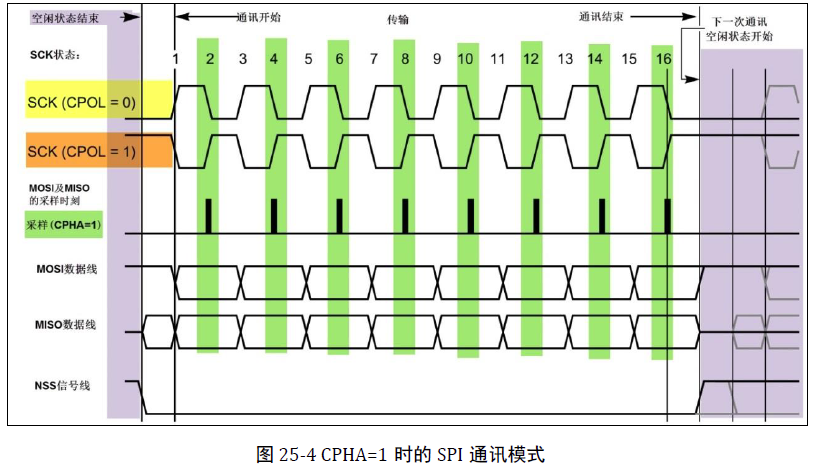 空闲状态结束
通讯开始
传输
通讯结束
下一次通讯
空闲状态开始
SCK状态：
1 2 3 4 5 6 7 8 9 10 11 12 13 14 15 16
SCK (CPOL = 0)
SCK (CPOL = 1)
MOSI及MISO
的采样时刻
采样(CPHA=1)
MOSI数据线
MISO数据线
NSS信号线
图 25-4 CPHA=1 时的 SPI 通讯模式